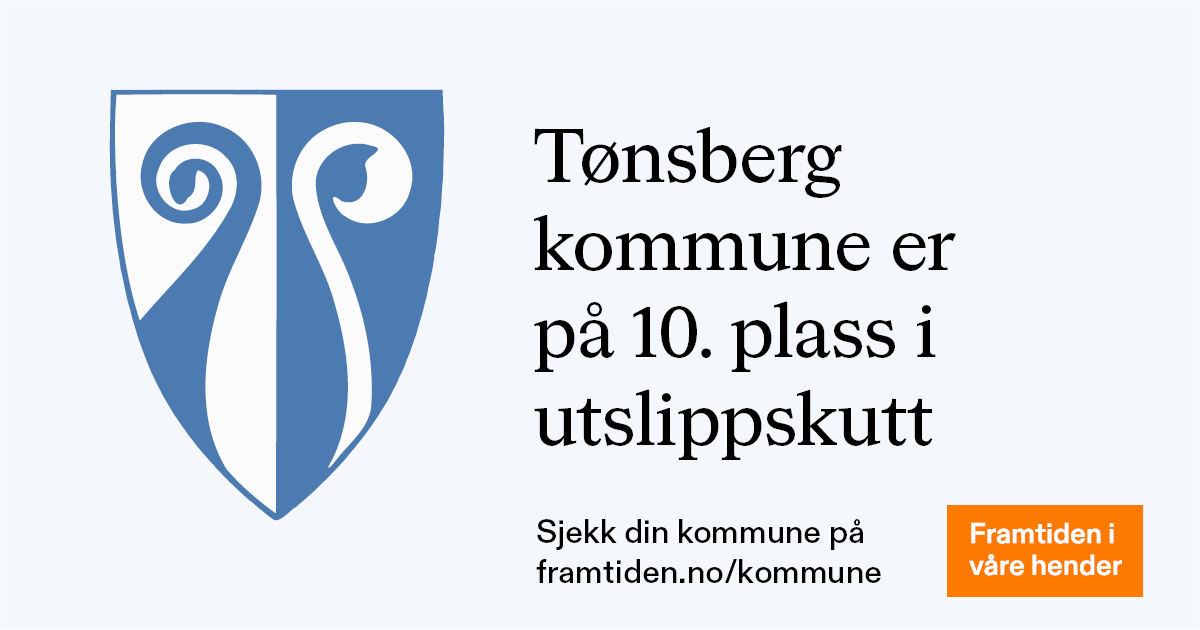 Tønsberg
kommune er
på 10. plass i
utslippskutt
Sjekk din kommune på
framtiden.no/kommune
Framtiden i
våre hender